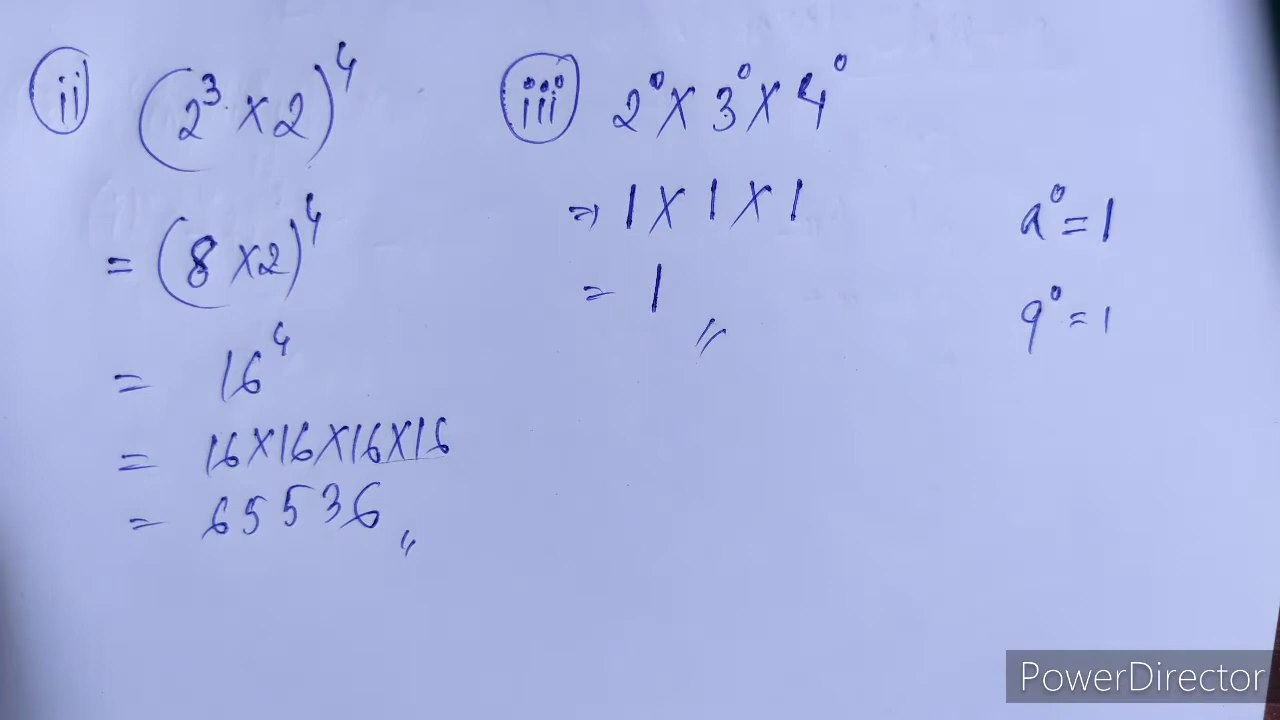 ii (2³ × 2)⁴
= (8 × 2)⁴
= 16⁴
= 16×16×16×16
= 65536 〃
iii 2⁰ × 3⁰ × 4⁰
⇒ 1 × 1 × 1
= 1 〃
a⁰ = 1
9⁰ = 1
PowerDirector